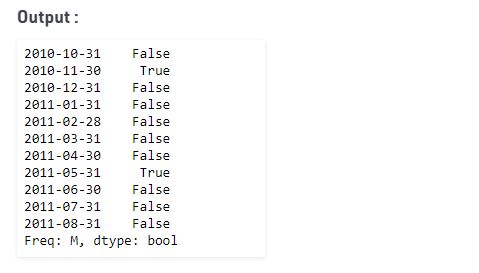 Output :
2010-10-31    False
2010-11-30     True
2010-12-31    False
2011-01-31    False
2011-02-28    False
2011-03-31    False
2011-04-30    False
2011-05-31     True
2011-06-30    False
2011-07-31    False
2011-08-31    False
Freq: M, dtype: bool